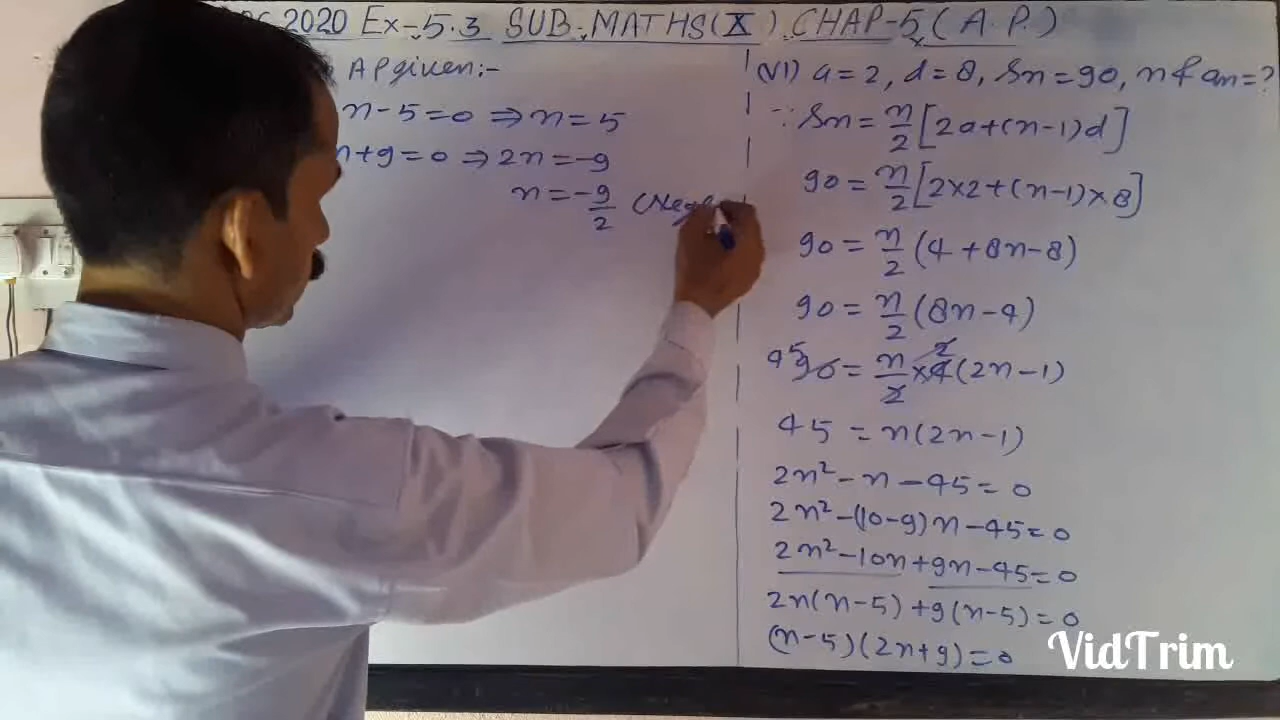 2020 Ex-5.3 SUB-MATHS(X) CHAP-5(A.P.)
A P given:-
n-5=0 ⇒ n=5
n+9=0 ⇒ 2n=-9
n=-9/2
(VI) a=2, d=8, Sn=90, n & an=?
∵ Sn=n/2[2a+(n-1)d]
90=n/2[2×2+(n-1)×8]
90=n/2(4+8n-8)
90=n/2(8n-4)
45 90=n/2×4 2(2n-1)
45=n(2n-1)
2n²-n-45=0
2n²-(10-9)n-45=0
2n²-10n+9n-45=0
2n(n-5)+9(n-5)=0
(n-5)(2n+9)=0
VidTrim